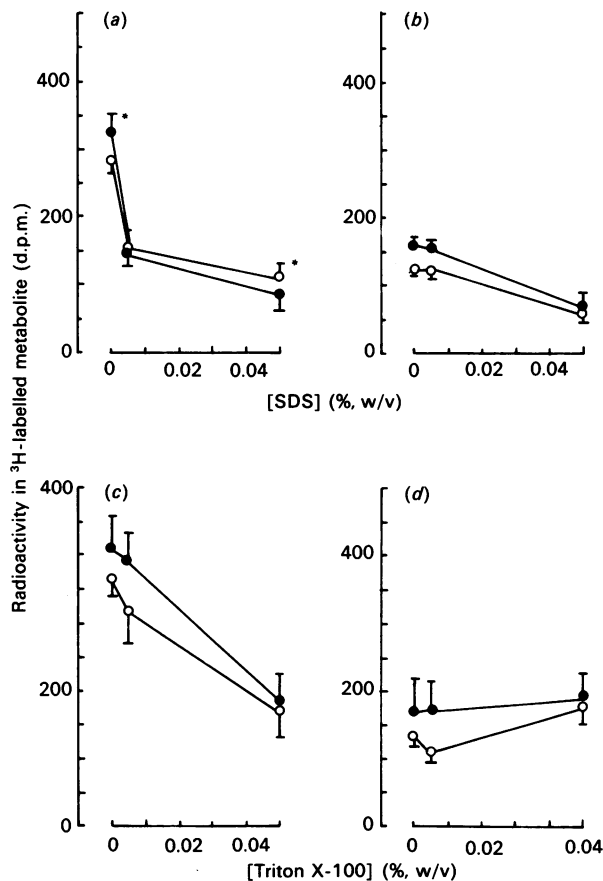 (a) (b)
400 400
* 
200 200
*
0 0
0 0.02 0.04 0 0.02 0.04
[SDS] (%, w/v)
Radioactivity in ³H-labelled metabolite (d.p.m.)
(c) (d)
400
400
200
200
0 0
0 0.02 0.04 0 0.02 0.04
[Triton X-100] (%, w/v)